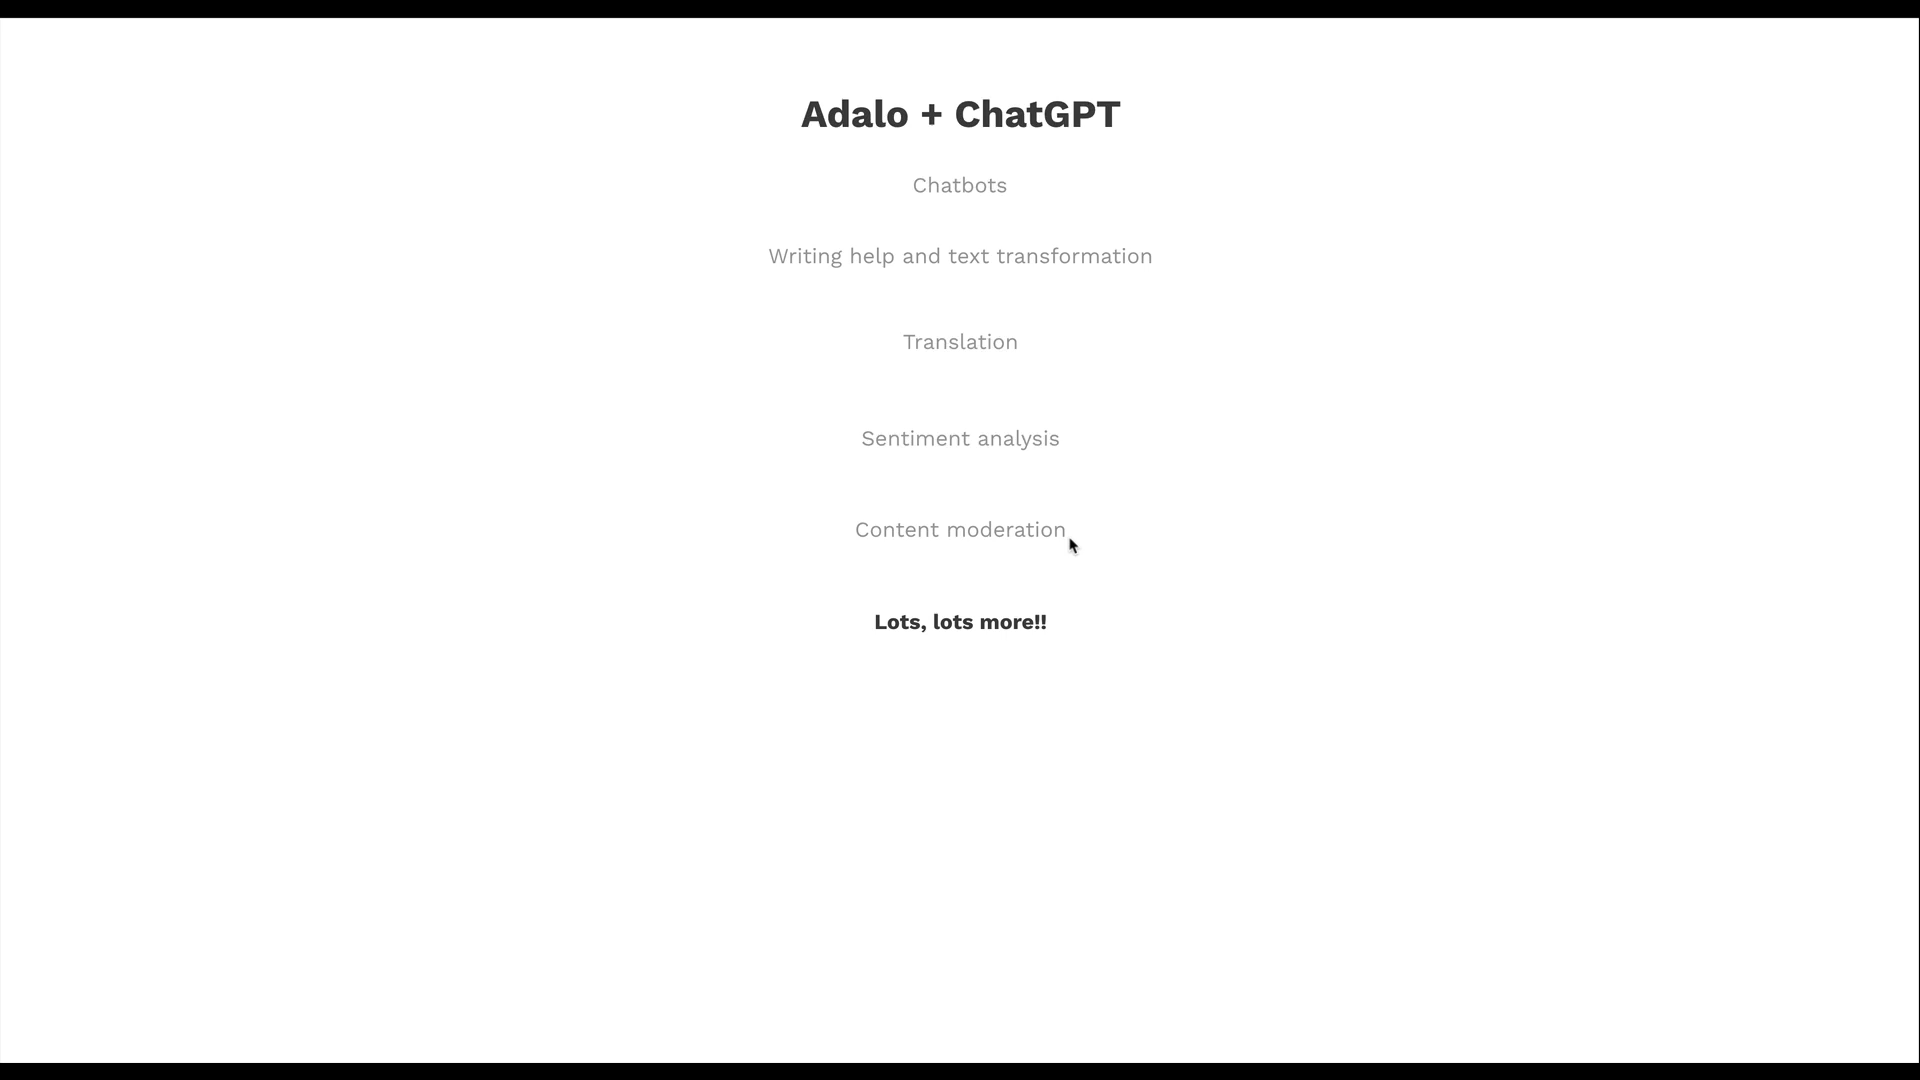 Adalo + ChatGPT
Chatbots
Writing help and text transformation
Translation
Sentiment analysis
Content moderation
Lots, lots more!!